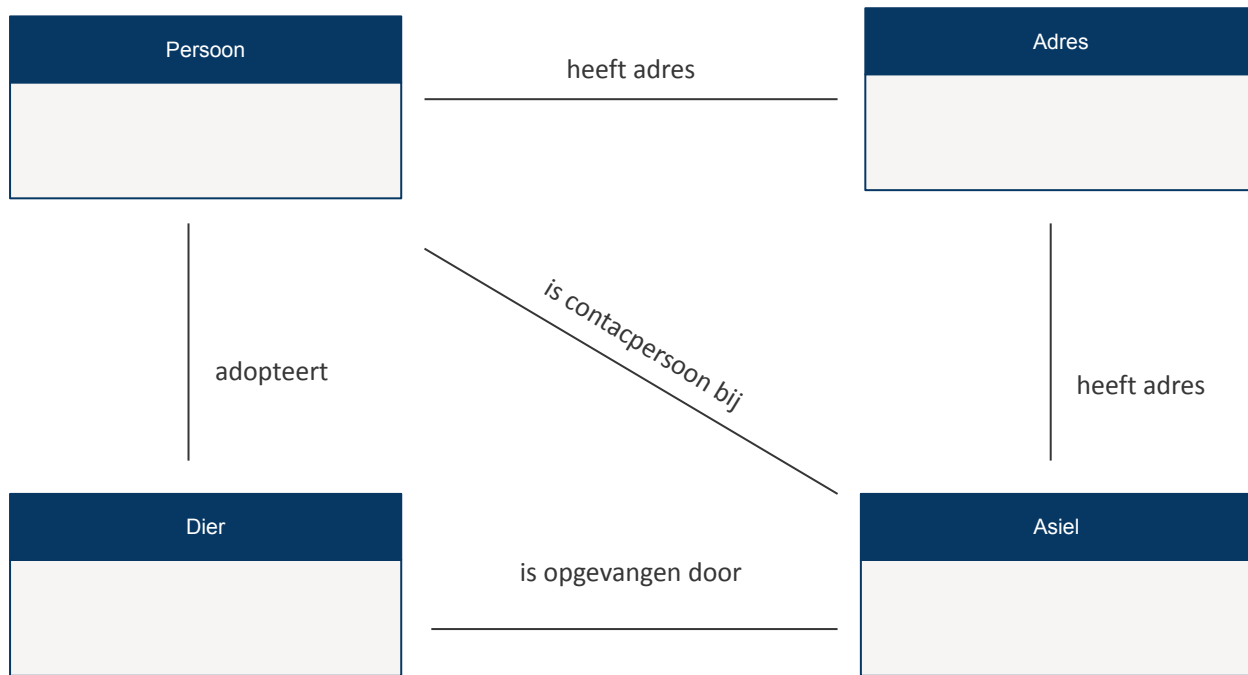 Persoon
heeft adres
Adres
is contacpersoon bij
adopteert
heeft adres
Dier
is opgevangen door
Asiel